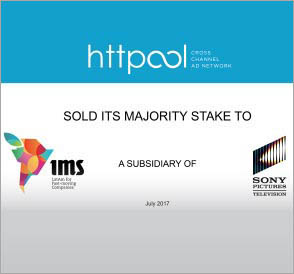 httpool
CROSS
CHANNEL
AD NETWORK
SOLD ITS MAJORITY STAKE TO
ims
LatAm for
Fast-moving
Companies
A SUBSIDIARY OF
SONY
PICTURES
TELEVISION
July 2017